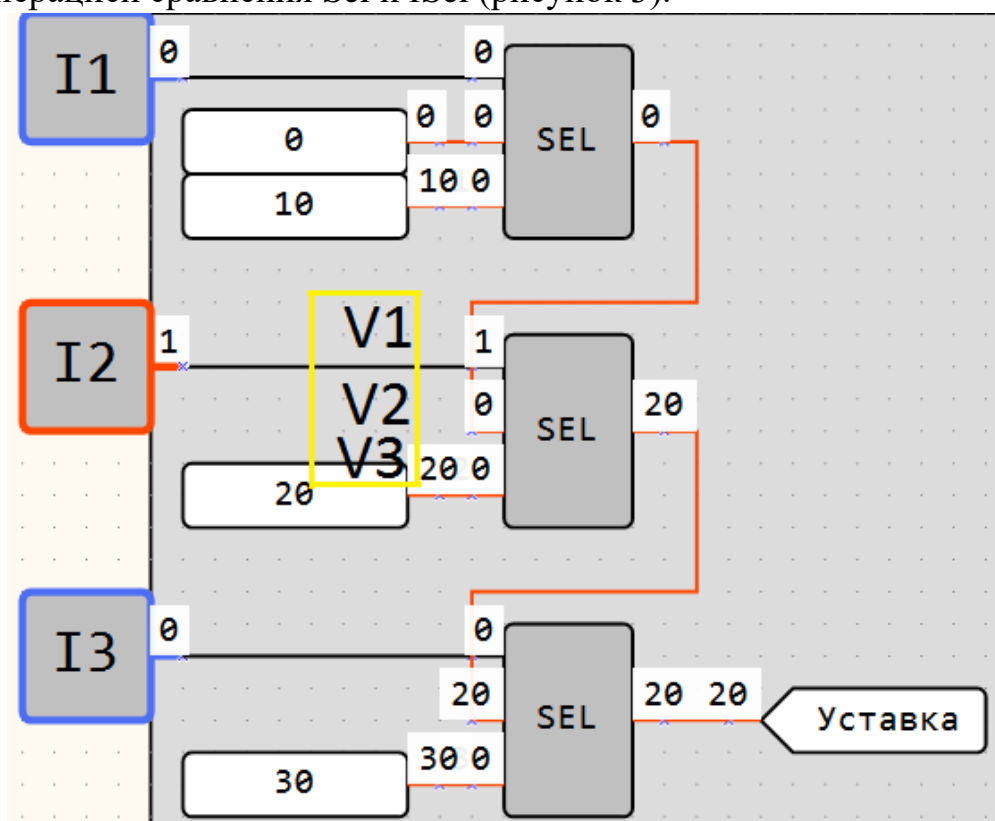 операцией сравнения Sel и fSel (рисунок 3).
I1 0 0
0 0 0 SEL 0
10 10 0
V1
I2 1 1
V2 0 SEL 20
V3
20 20 0
I3 0 0
20 SEL 20 20 Уставка
30 30 0